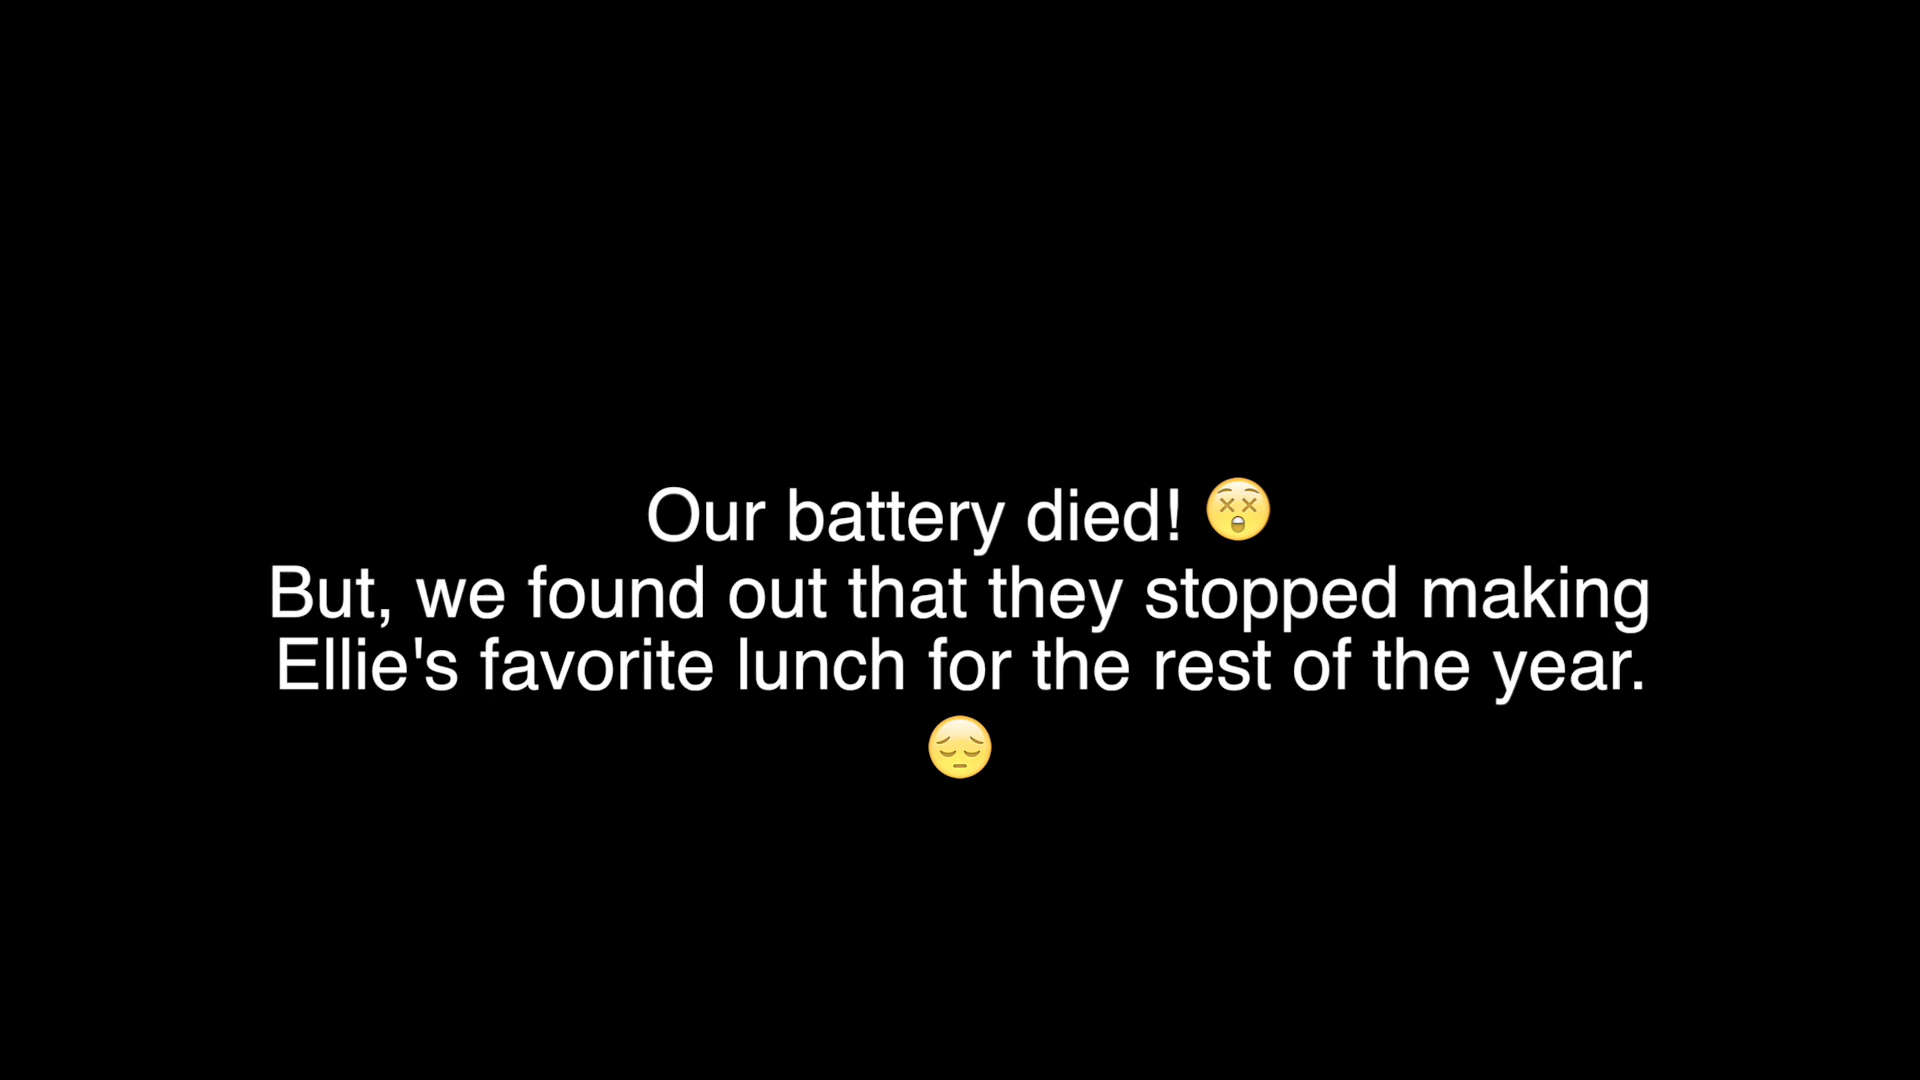 Our battery died! 😲
But, we found out that they stopped making
Ellie's favorite lunch for the rest of the year.
😔